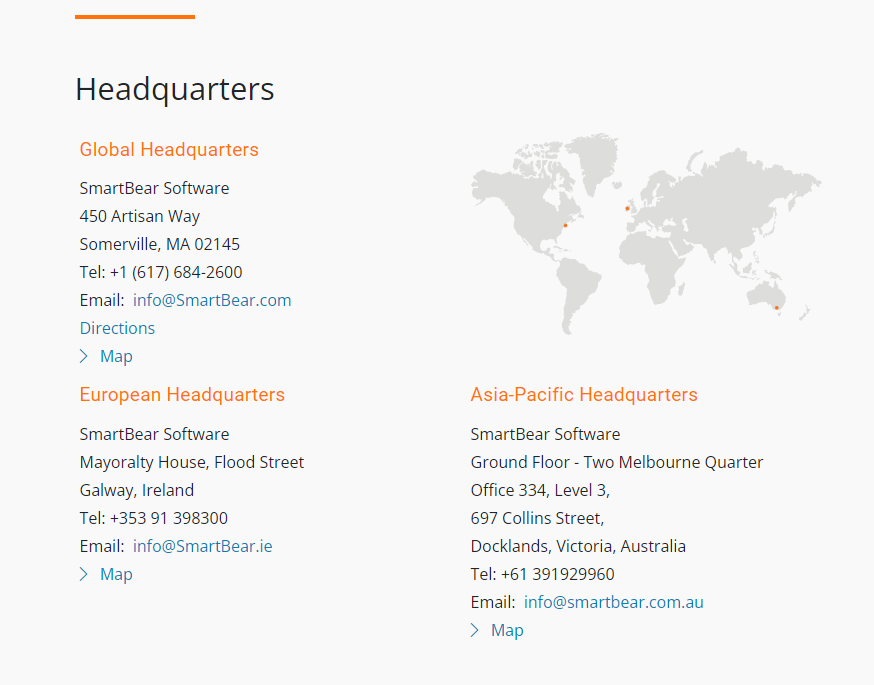 Headquarters
Global Headquarters
SmartBear Software
450 Artisan Way
Somerville, MA 02145
Tel: +1 (617) 684-2600
Email: info@SmartBear.com
Directions
Map
European Headquarters
SmartBear Software
Mayoralty House, Flood Street
Galway, Ireland
Tel: +353 91 398300
Email: info@SmartBear.ie
Map
Asia-Pacific Headquarters
SmartBear Software
Ground Floor - Two Melbourne Quarter
Office 334, Level 3,
697 Collins Street,
Docklands, Victoria, Australia
Tel: +61 391929960
Email: info@smartbear.com.au
Map